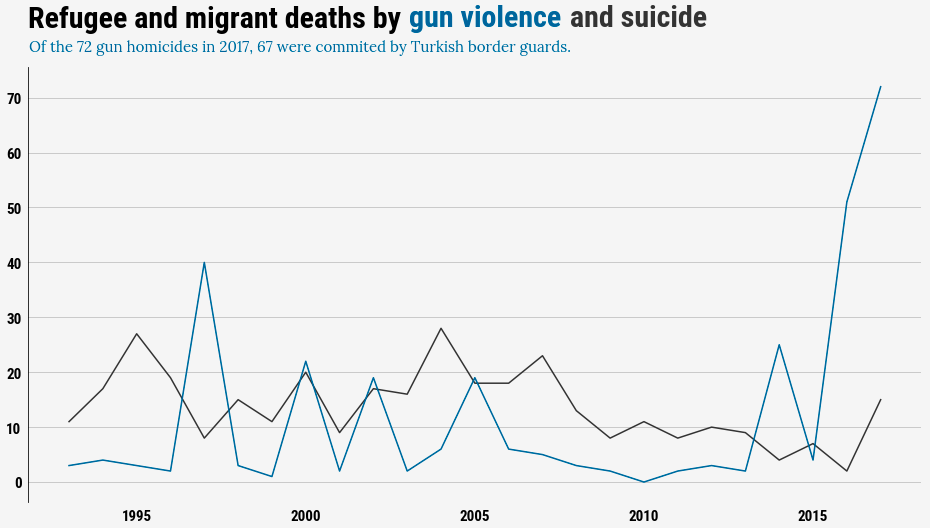 Refugee and migrant deaths by gun violence and suicide
Of the 72 gun homicides in 2017, 67 were commited by Turkish border guards.
70
60
50
40
30
20
10
0
1995 2000 2005 2010 2015